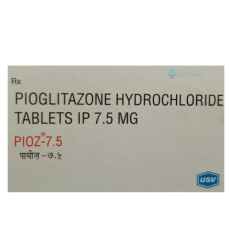 Rx
PIOGLITAZONE HYDROCHLORIDE
TABLETS IP 7.5 MG
PIOZ®-7.5
पायोज़-७.५
USV